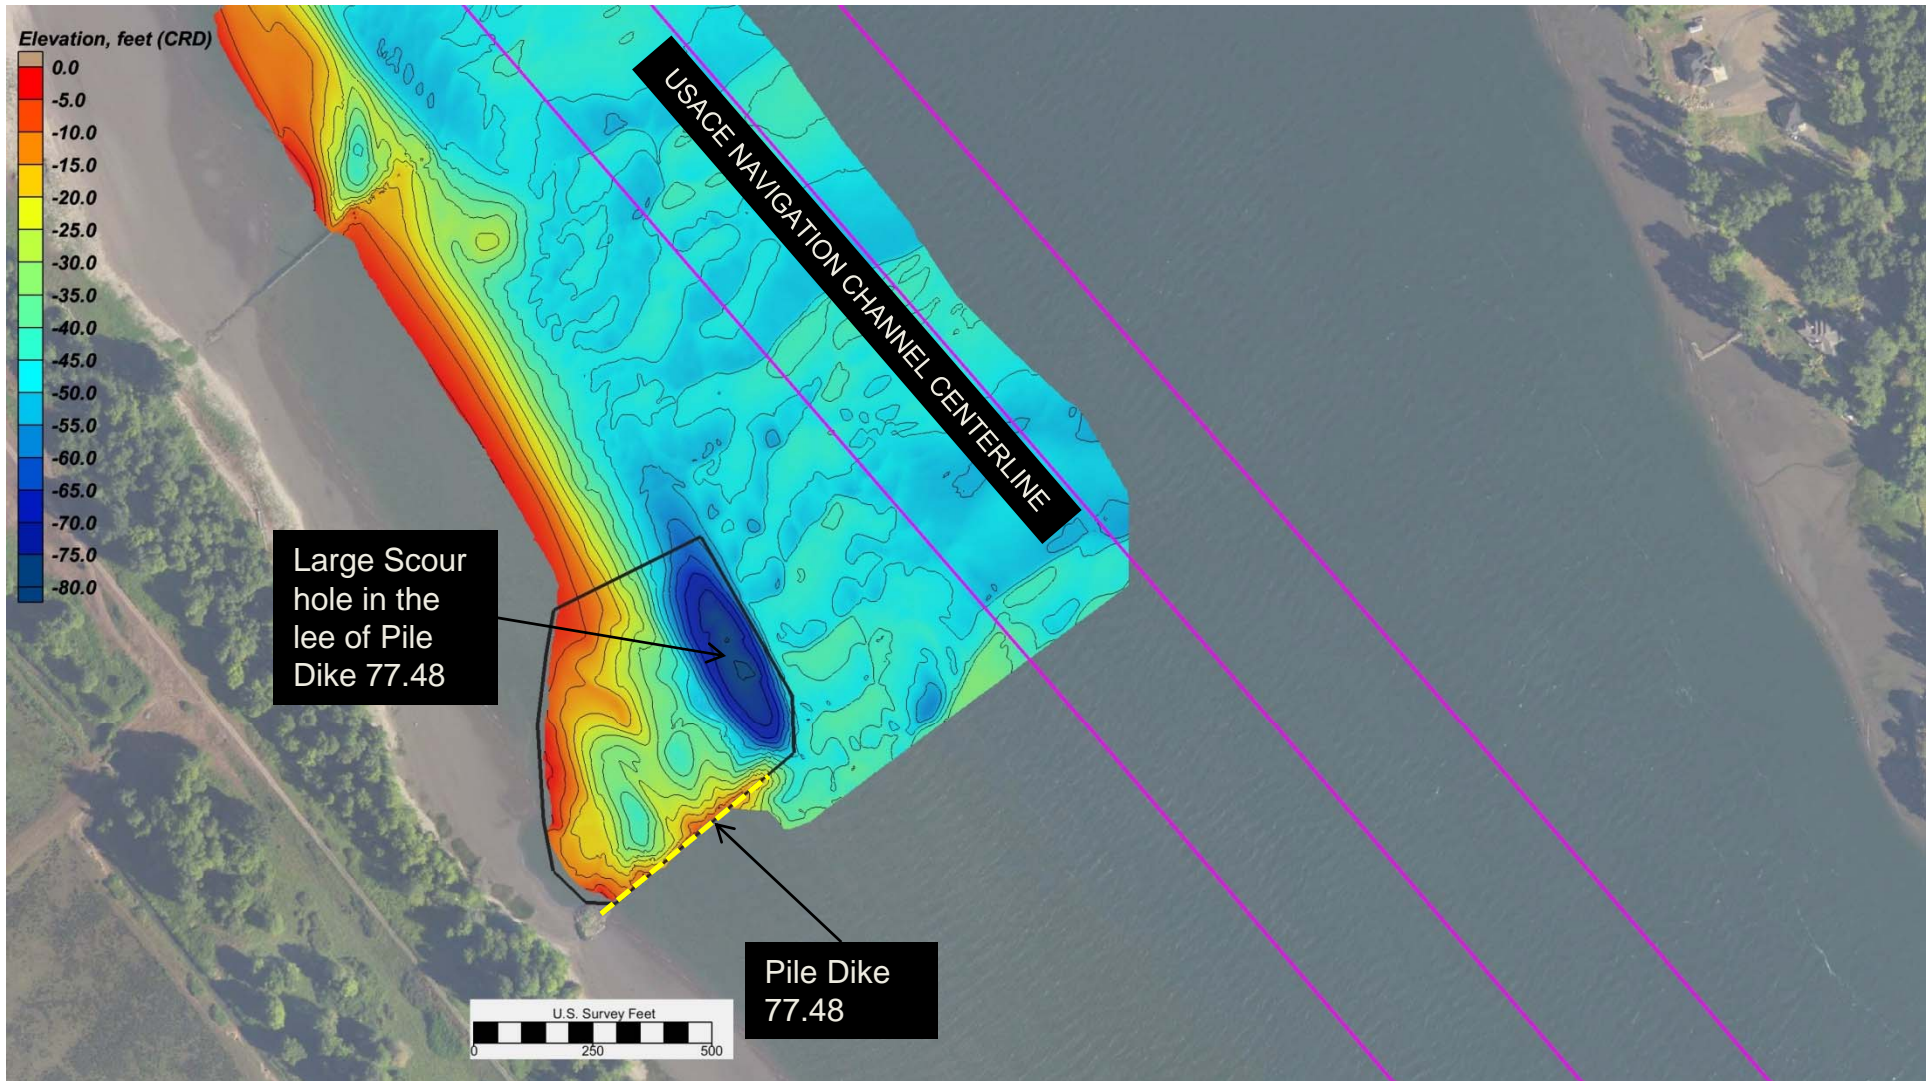 Elevation, feet (CRD)
0.0
-5.0
-10.0
-15.0
-20.0
-25.0
-30.0
-35.0
-40.0
-45.0
-50.0
-55.0
-60.0
-65.0
-70.0
-75.0
-80.0
USACE NAVIGATION CHANNEL CENTERLINE
Large Scour
hole in the
lee of Pile
Dike 77.48
Pile Dike
77.48
U.S. Survey Feet
0 250 500